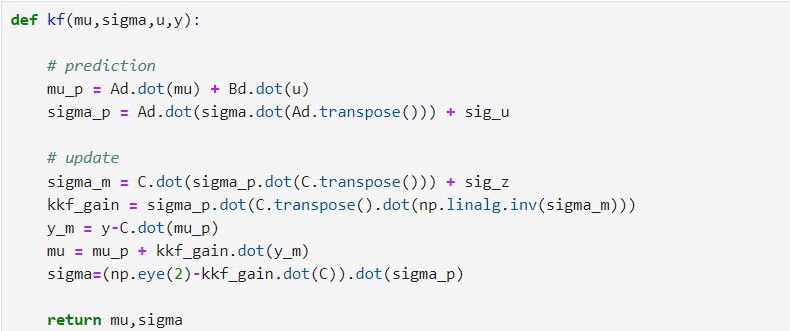 def kf(mu,sigma,u,y):
# prediction
mu_p = Ad.dot(mu) + Bd.dot(u)
sigma_p = Ad.dot(sigma.dot(Ad.transpose())) + sig_u
# update
sigma_m = C.dot(sigma_p.dot(C.transpose())) + sig_z
kkf_gain = sigma_p.dot(C.transpose().dot(np.linalg.inv(sigma_m)))
y_m = y-C.dot(mu_p)
mu = mu_p + kkf_gain.dot(y_m)
sigma=(np.eye(2)-kkf_gain.dot(C)).dot(sigma_p)
return mu,sigma